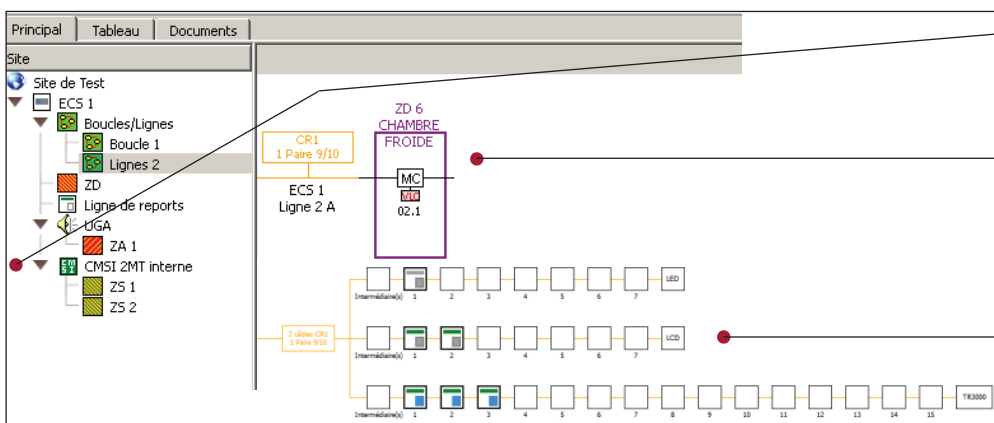 Principal Tableau Documents
Site
Site de Test
ECS 1
Boucles/Lignes
Boucle 1
Lignes 2
ZD
Ligne de reports
UGA
ZA 1
CMSI 2MT interne
ZS 1
ZS 2
CR1
1 Paire 9/10
ECS 1
Ligne 2 A
ZD 6
CHAMBRE
FROIDE
MC
VLC
02.1
Intermédiaire(s) 1 2 3 4 5 6 7
LED
2 câbles CR1
1 Paire 9/10
Intermédiaire(s) 1 2 3 4 5 6 7
LCD
Intermédiaire(s) 1 2 3 4 5 6 7 8 9 10 11 12 13 14 15
TR3000